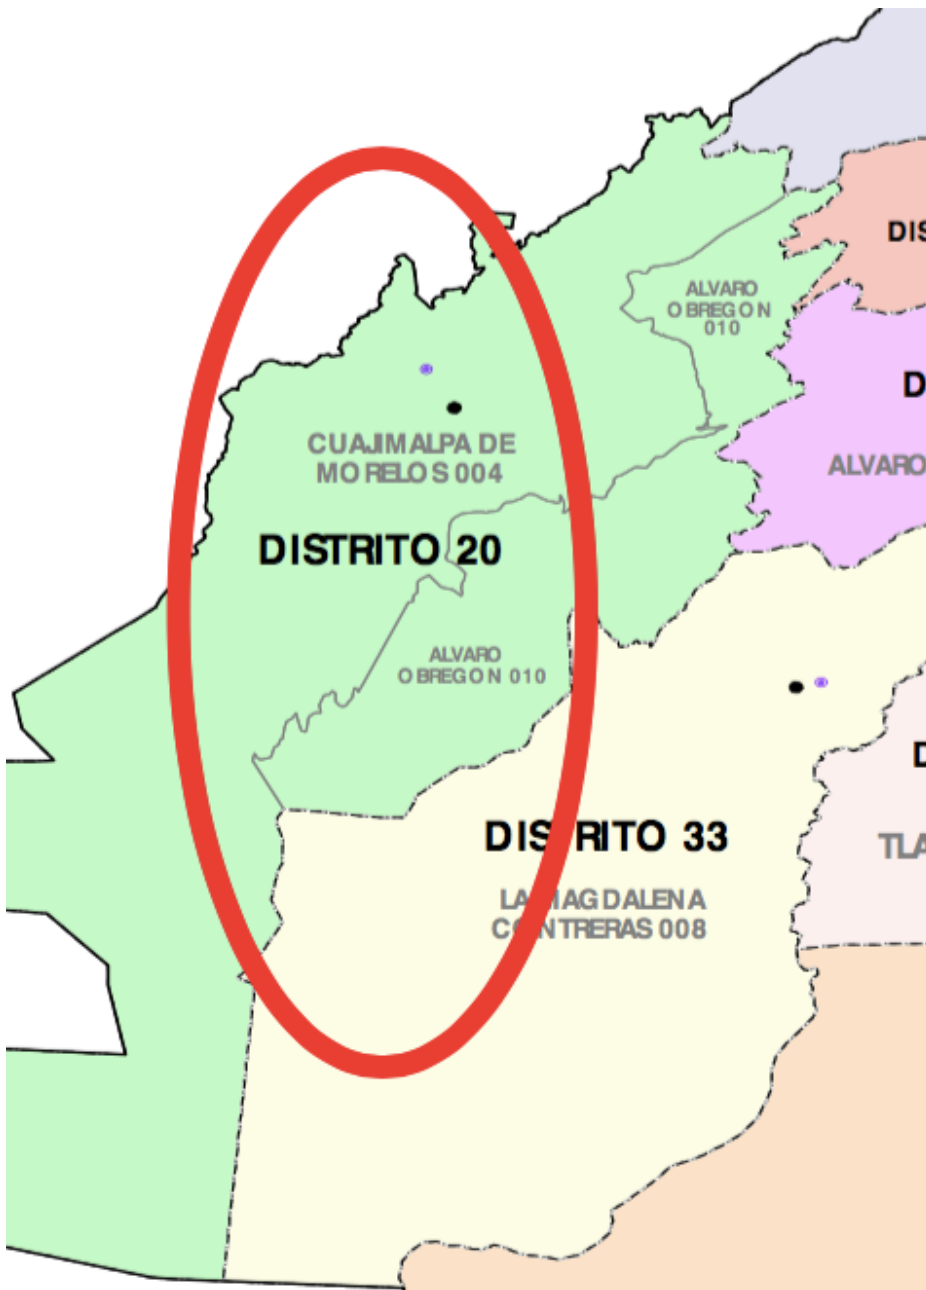 DIS
ALVARO
OBREGON
010
D
CUAJIMALPA DE
MORELOS 004
ALVARO
DISTRITO 20
ALVARO
OBREGON 010
D
DISTRITO 33
TLA
LA MAGDALENA
CONTRERAS 008